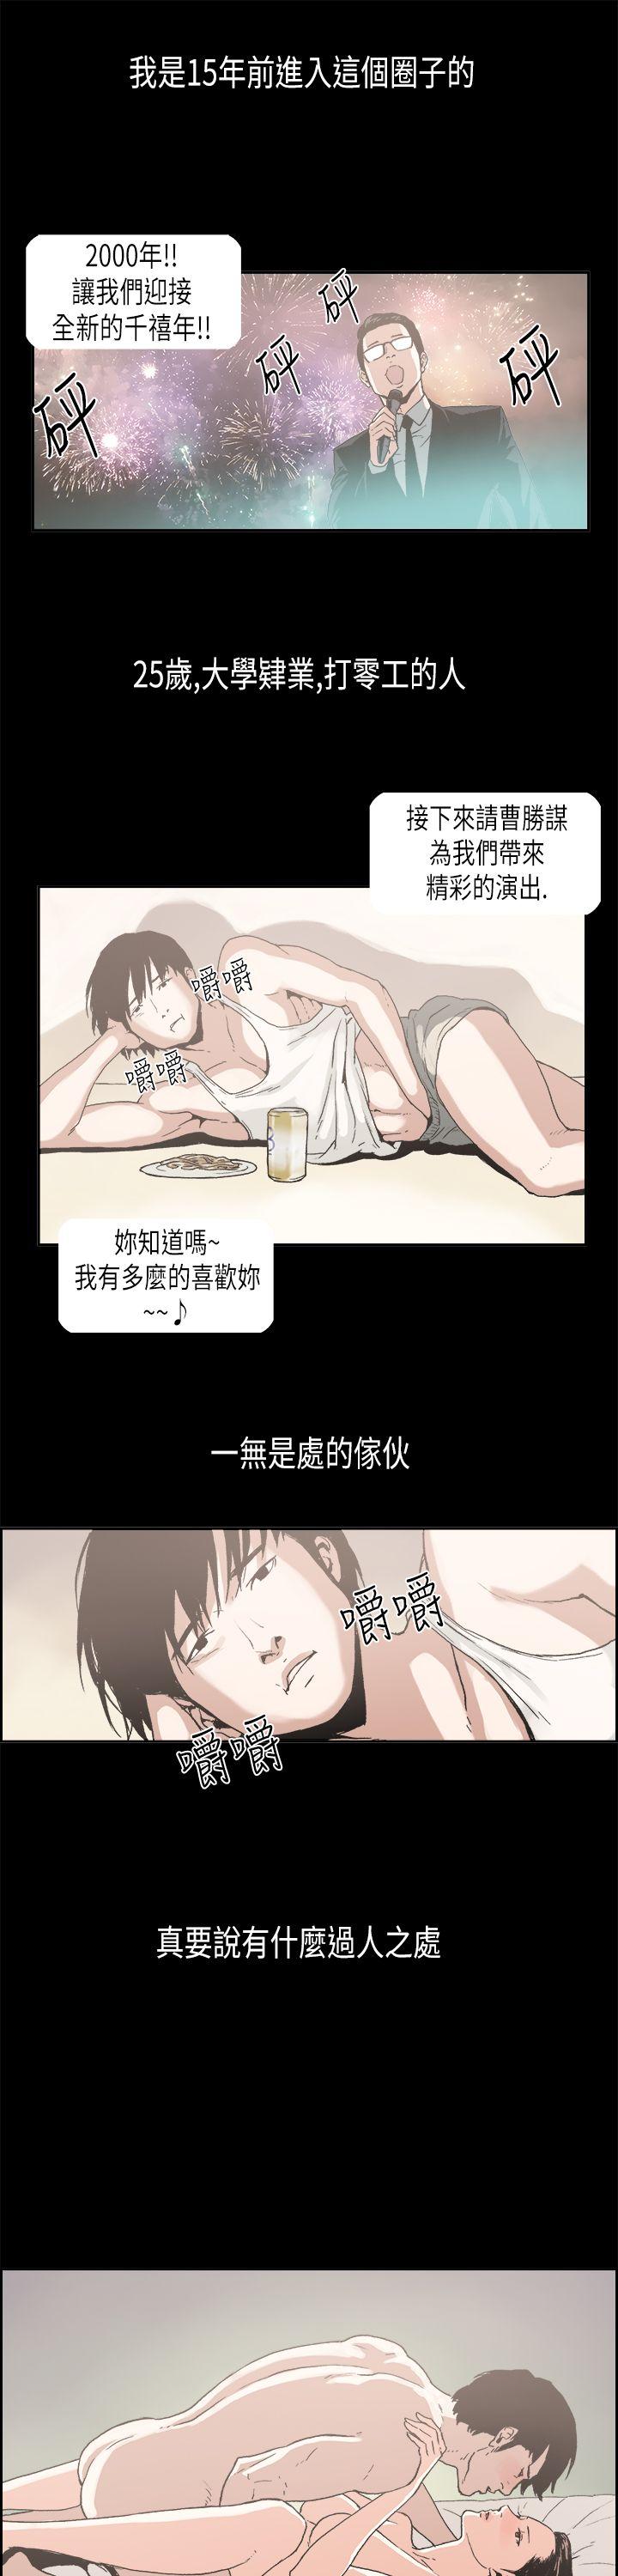 我是15年前進入這個圈子的
2000年!!
讓我們迎接
全新的千禧年!!
砰
砰
砰
砰
25歲,大學肄業,打零工的人
接下來請曹勝謀
為我們帶來
精彩的演出.
嚼嚼
嚼嚼
妳知道嗎~
我有多麼的喜歡妳
~~♪
一無是處的傢伙
嚼嚼
嚼嚼
真要說有什麼過人之處